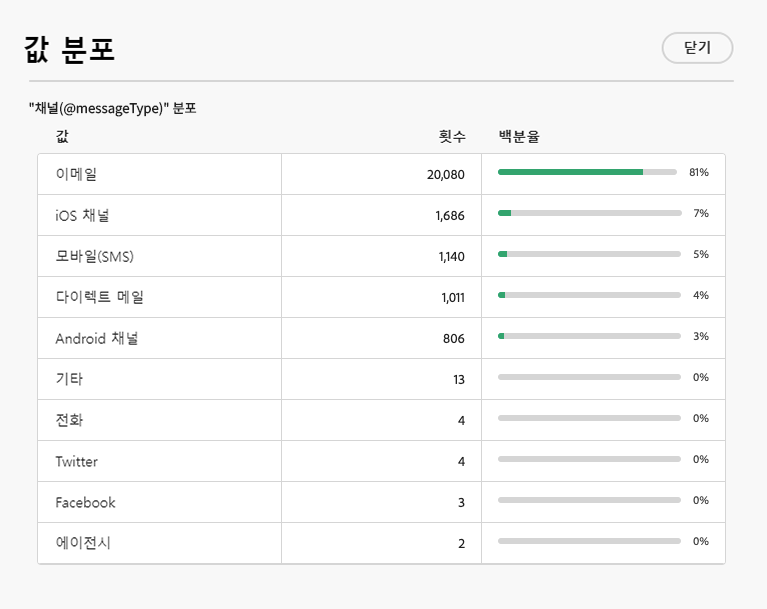 값 분포
닫기
"채널(@messageType)" 분포
값 횟수 백분율
이메일 20,080 81%
iOS 채널 1,686 7%
모바일(SMS) 1,140 5%
다이렉트 메일 1,011 4%
Android 채널 806 3%
기타 13 0%
전화 4 0%
Twitter 4 0%
Facebook 3 0%
에이전시 2 0%